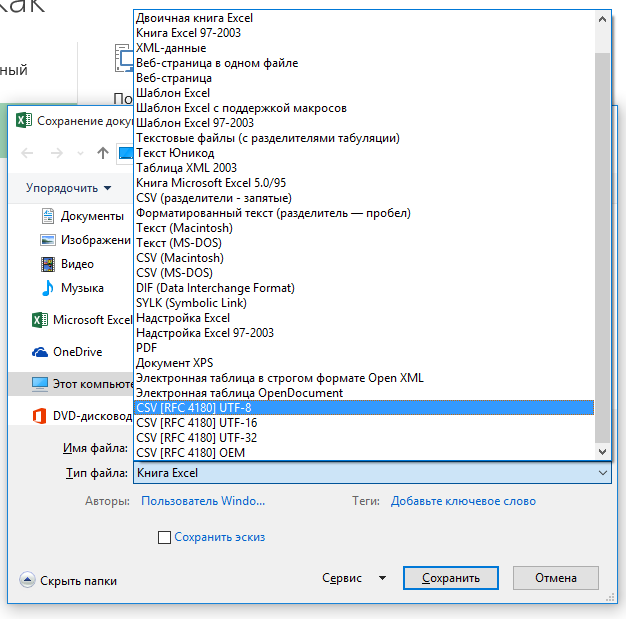 как
Двоичная книга Excel
Книга Excel 97-2003
XML-данные
Веб-страница в одном файле
ный
Веб-страница
Шаблон Excel
По
Шаблон Excel с поддержкой макросов
Шаблон Excel 97-2003
Сохранение доку
Текстовые файлы (с разделителями табуляции)
Текст Юникод
Таблица XML 2003
Книга Microsoft Excel 5.0/95
Упорядочить
CSV (разделители - запятые)
Форматированный текст (разделитель — пробел)
Документы
Текст (Macintosh)
Изображени
Текст (MS-DOS)
CSV (Macintosh)
Видео
CSV (MS-DOS)
Музыка
DIF (Data Interchange Format)
SYLK (Symbolic Link)
Microsoft Excel
Надстройка Excel
Надстройка Excel 97-2003
OneDrive
PDF
Документ XPS
Этот компьюте
Электронная таблица в строгом формате Open XML
Электронная таблица OpenDocument
DVD-дисковод
CSV [RFC 4180] UTF-8
CSV [RFC 4180] UTF-16
CSV [RFC 4180] UTF-32
Имя файла:
CSV [RFC 4180] OEM
Тип файла: Книга Excel
Авторы: Пользователь Windo... Теги: Добавьте ключевое слово
Сохранить эскиз
Скрыть папки Сервис Сохранить Отмена